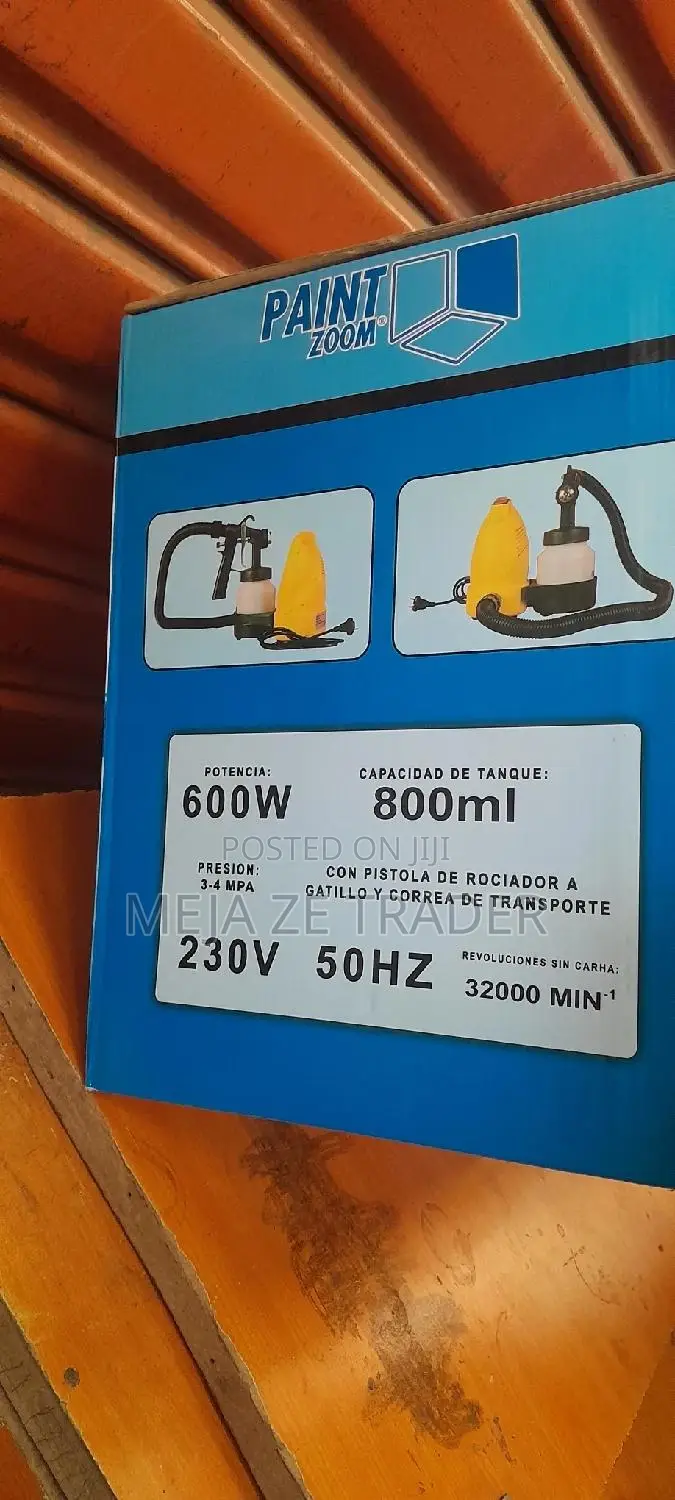 PAINT
ZOOM®
POTENCIA:
600W
CAPACIDAD DE TANQUE:
800ml
POSTED ON JIJI
PRESION:
3-4 MPA
CON PISTOLA DE ROCIADOR A
GATILLO Y CORREA DE TRANSPORTE
MEJA ZE TRADER
230V
50HZ
REVOLUCIONES SIN CARHA:
32000 MIN⁻¹